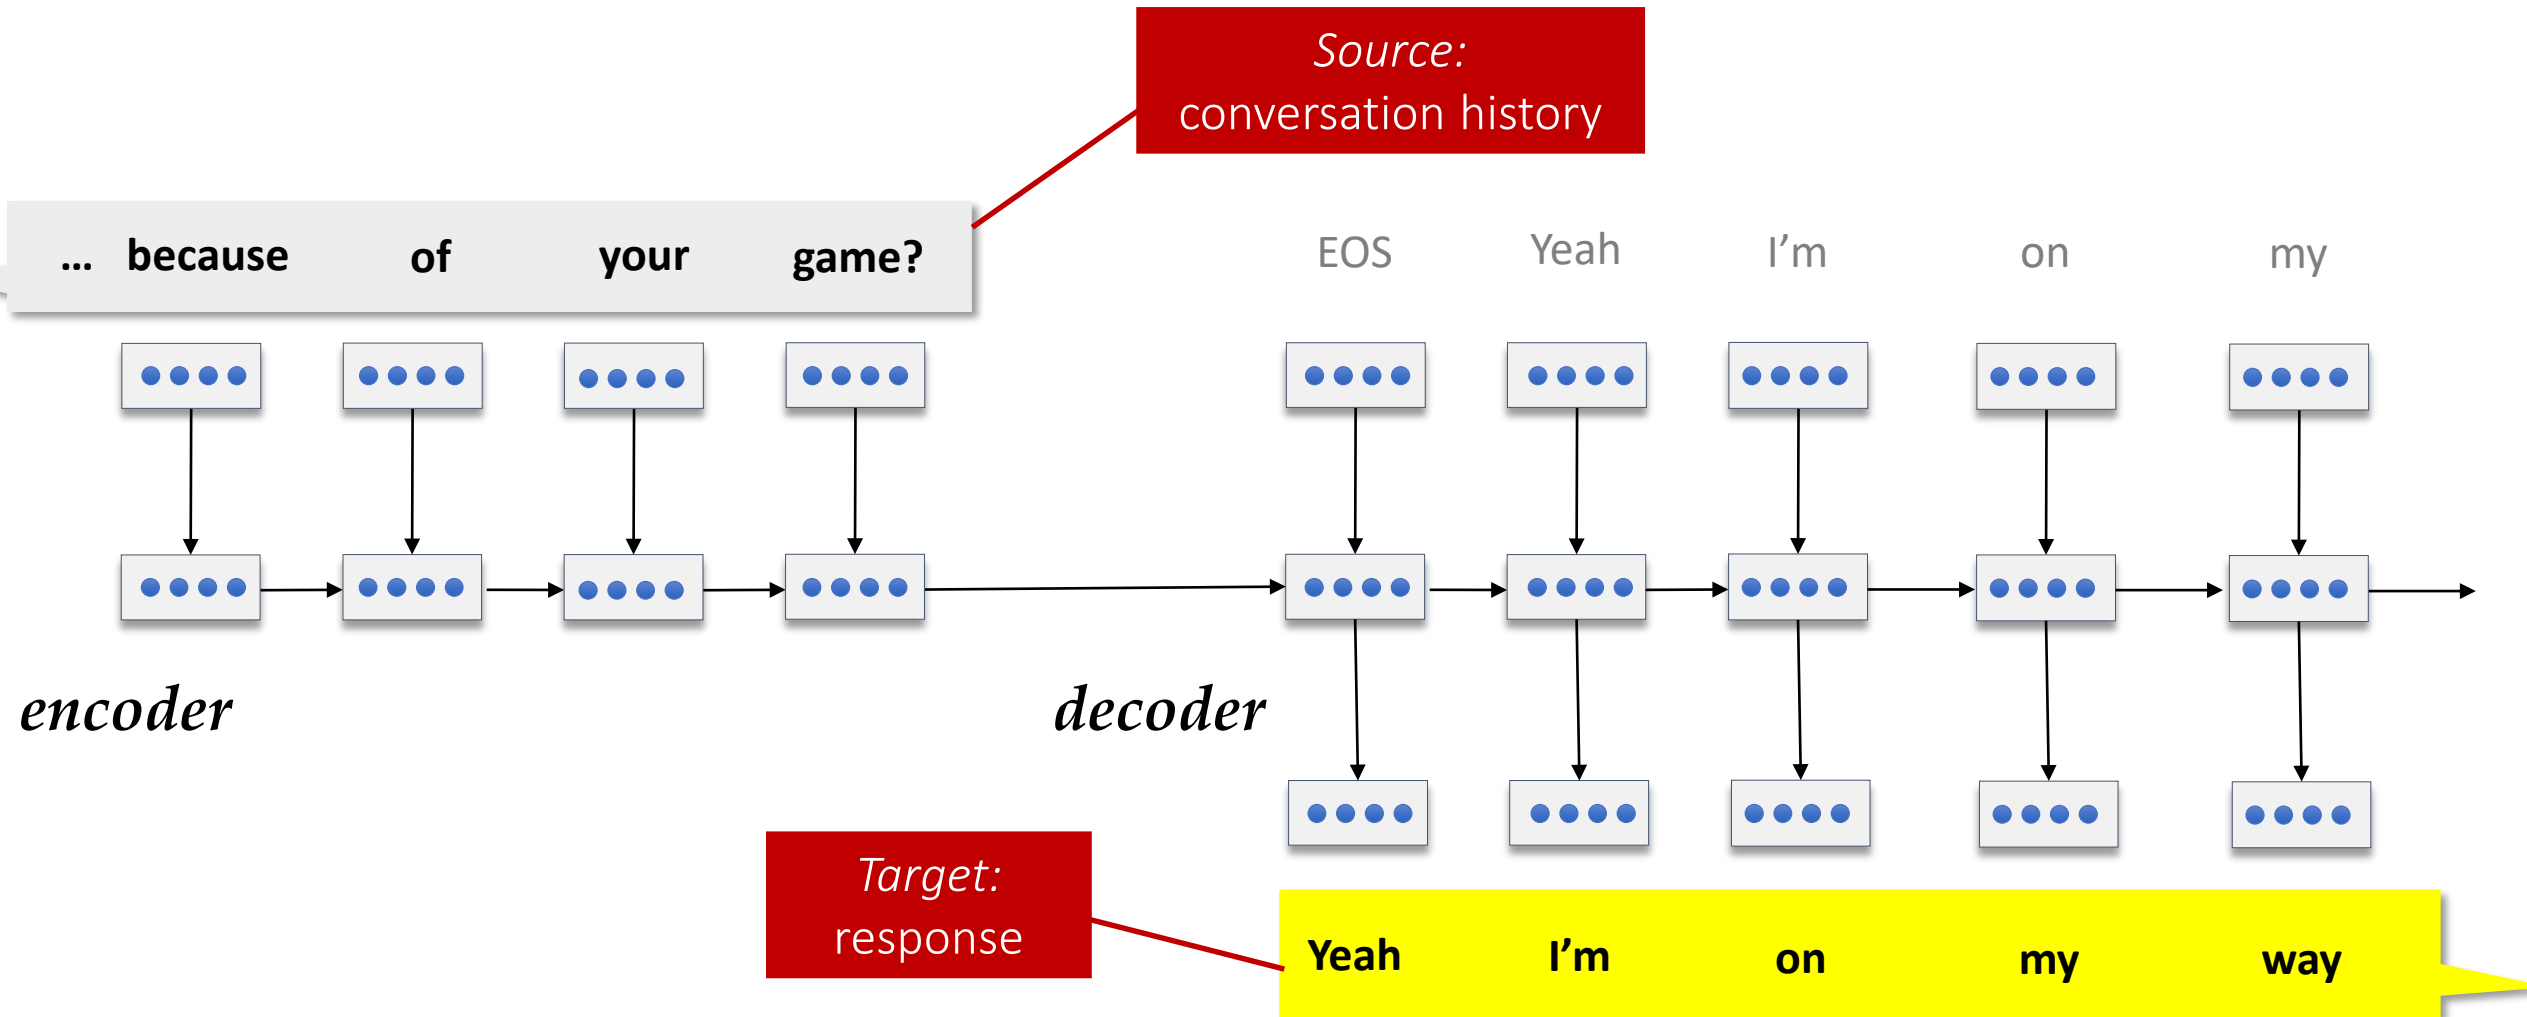 Source:
conversation history
... because of your game?
EOS Yeah I'm on my
encoder
decoder
Target:
response
Yeah I'm on my way